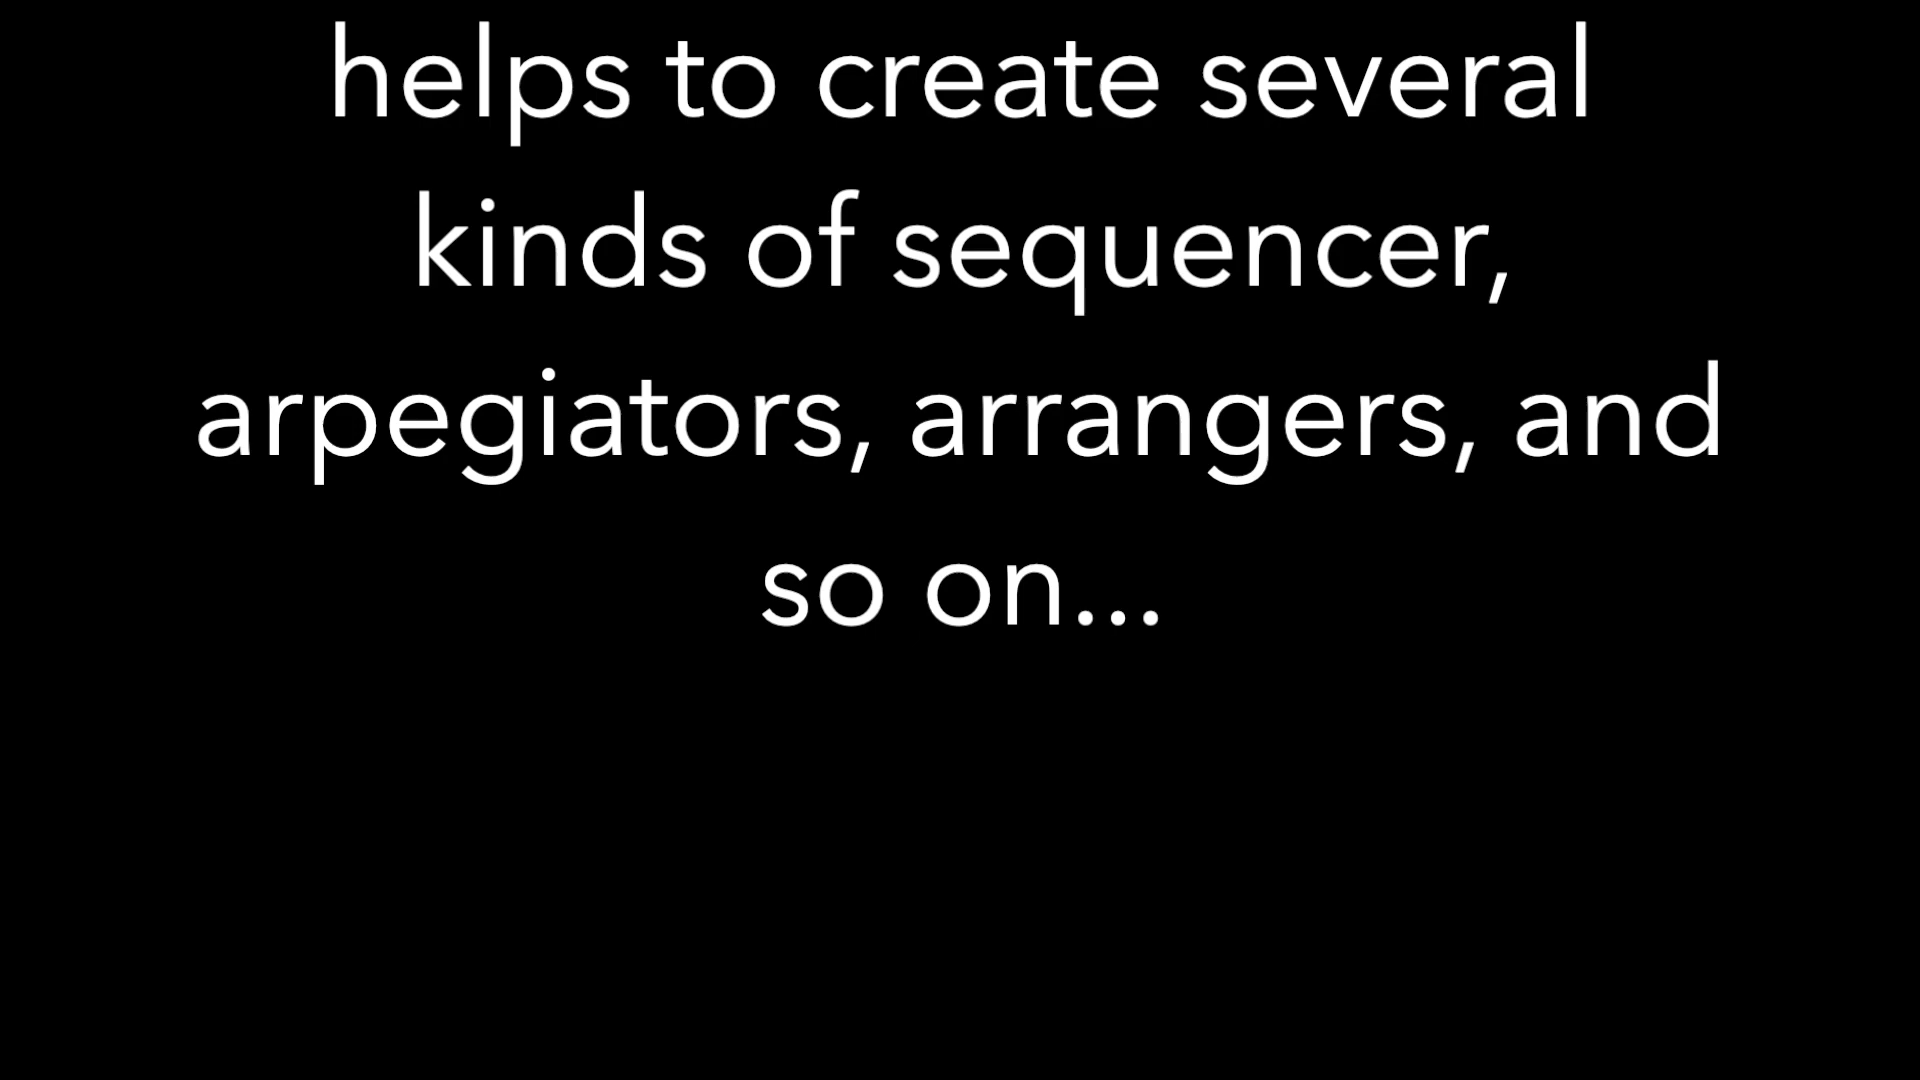 helps to create several
kinds of sequencer,
arpegiators, arrangers, and
so on...